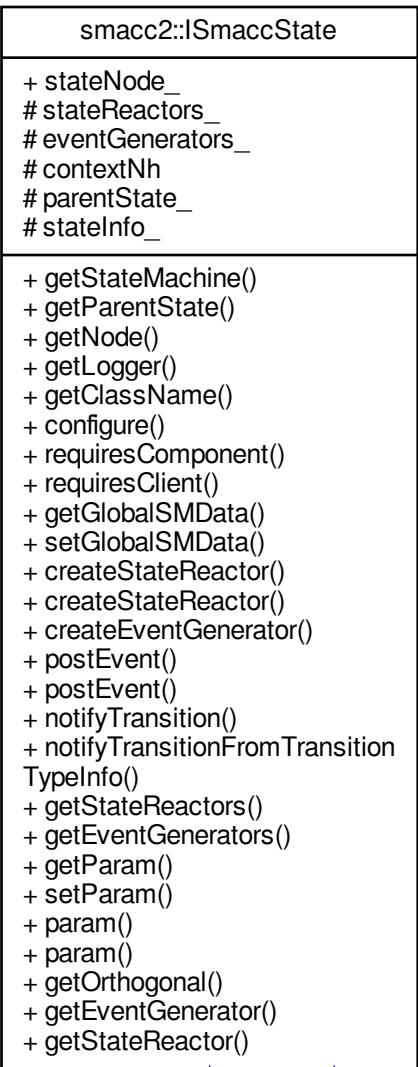 smacc2::ISmaccState
+ stateNode_
# stateReactors_
# eventGenerators_
# contextNh
# parentState_
# stateInfo_
+ getStateMachine()
+ getParentState()
+ getNode()
+ getLogger()
+ getClassName()
+ configure()
+ requiresComponent()
+ requiresClient()
+ getGlobalSMData()
+ setGlobalSMData()
+ createStateReactor()
+ createStateReactor()
+ createEventGenerator()
+ postEvent()
+ postEvent()
+ notifyTransition()
+ notifyTransitionFromTransition
TypeInfo()
+ getStateReactors()
+ getEventGenerators()
+ getParam()
+ setParam()
+ param()
+ param()
+ getOrthogonal()
+ getEventGenerator()
+ getStateReactor()